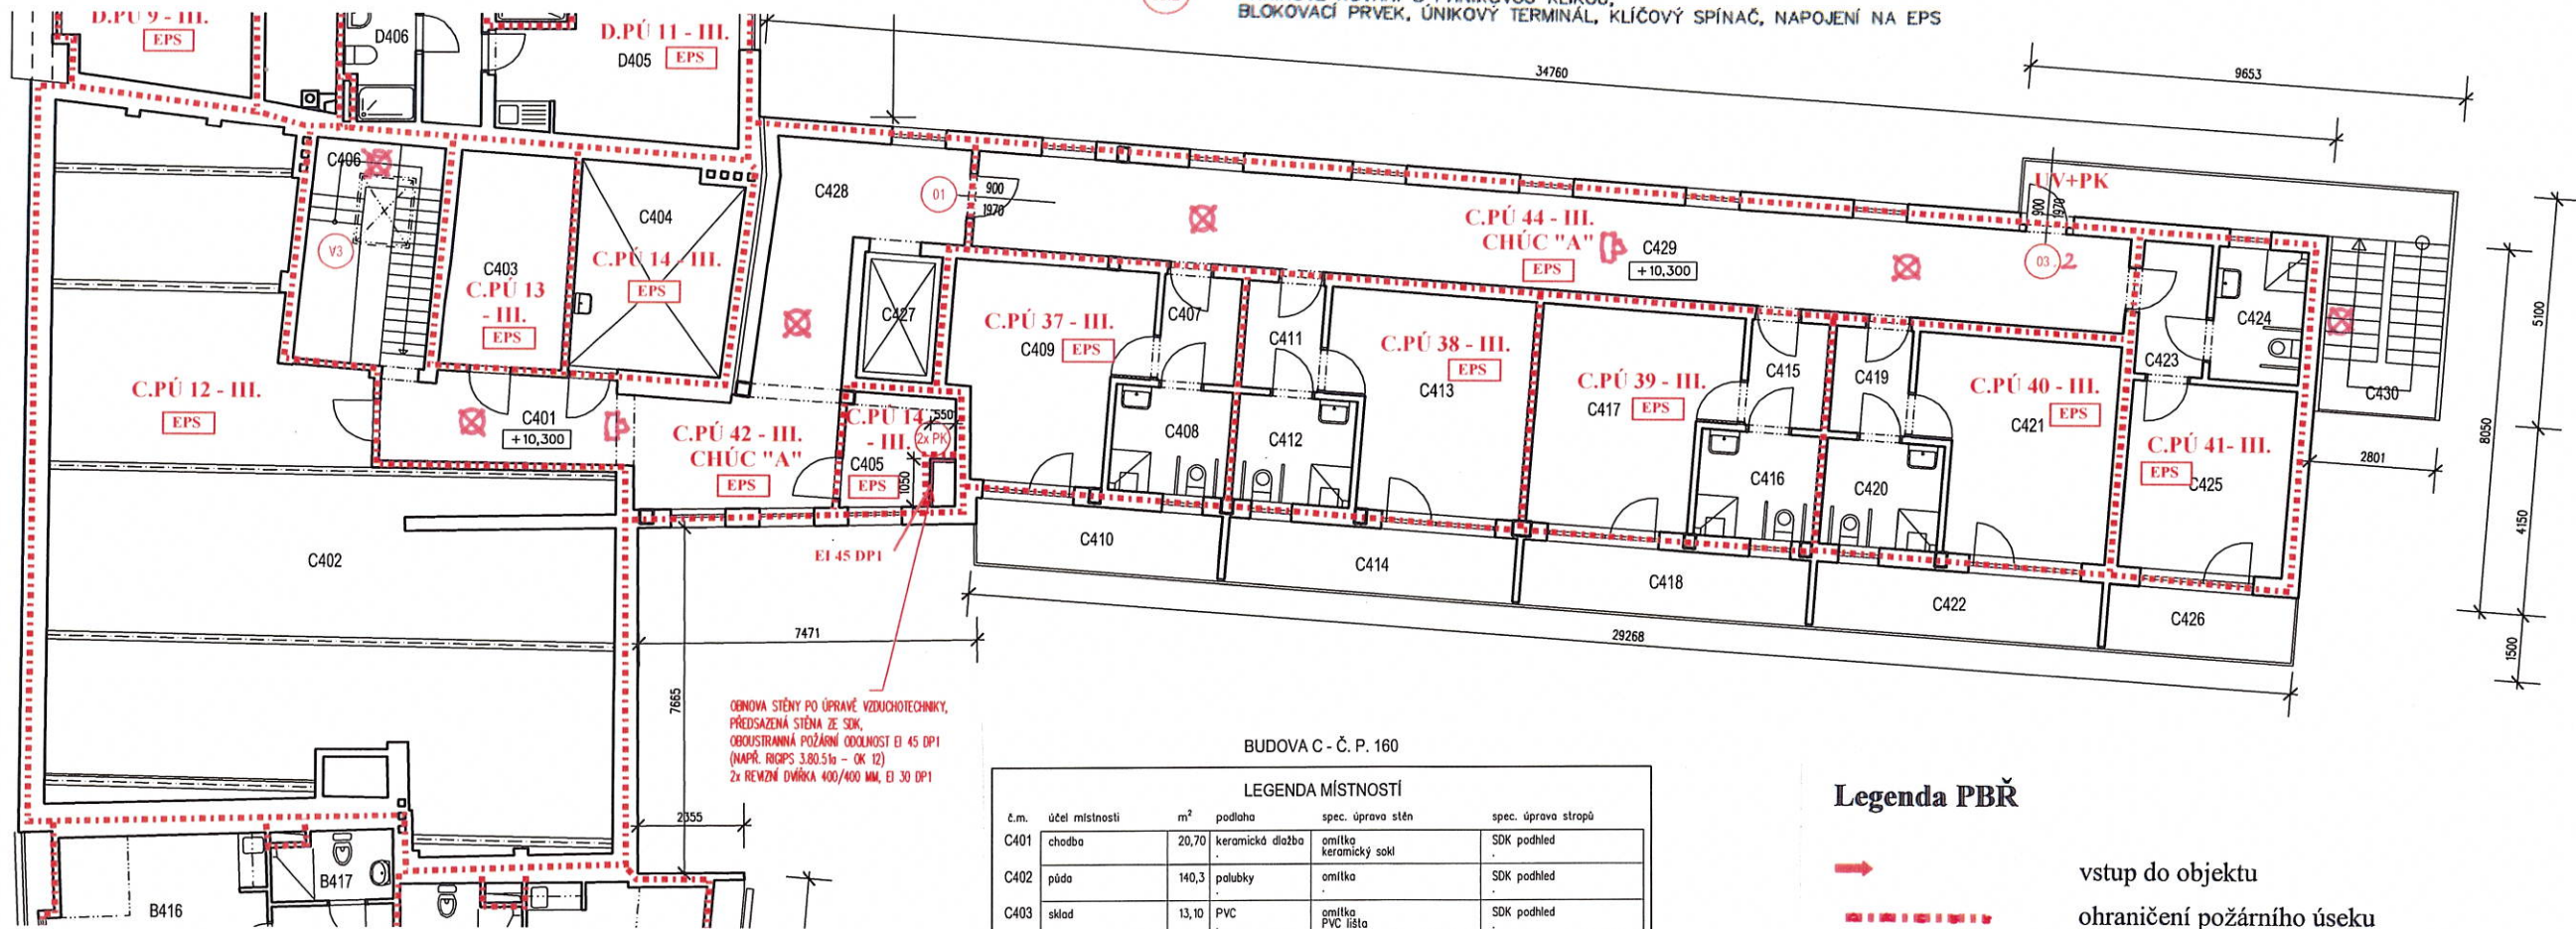 BLOKOVACÍ PRVEK, ÚNIKOVÝ TERMINÁL, KLÍČOVÝ SPÍNAČ, NAPOJENÍ NA EPS
D.PÚ 9 - III.
EPS
D406
D.PÚ 11 - III.
D405 EPS
34760
9653
C406
V3
C403
C.PÚ 13
- III.
EPS
C404
C.PÚ 14 - III.
EPS
C428
01
900
1970
C.PÚ 44 - III.
CHÚC "A"
EPS
C429
+10,300
UV+PK
900
1970
03.2
C427
C.PÚ 37 - III.
C409 EPS
C407
C411
C.PÚ 38 - III.
EPS
C413
C.PÚ 39 - III.
C417 EPS
C415
C419
C.PÚ 40 - III.
C421 EPS
C423
C424
C430
5100
8050
2801
4150
1500
C.PÚ 12 - III.
EPS
C401
+10,300
C.PÚ 42 - III.
CHÚC "A"
EPS
C.PÚ 14
- III.
550
2x PK
C405
EPS
1050
C408
C412
C416
C420
C.PÚ 41- III.
EPS
C425
C402
EI 45 DP1
C410
C414
C418
C422
C426
7471
29268
7665
2355
OBNOVA STĚNY PO ÚPRAVĚ VZDUCHOTECHNIKY,
PŘEDSAZENÁ STĚNA ZE SDK,
OBOUSTRANNÁ POŽÁRNÍ ODOLNOST EI 45 DP1
(NAPŘ. RIGIPS 3.80.51a - OK 12)
2x REVIZNÍ DVÍŘKA 400/400 MM, EI 30 DP1
B416
B417
BUDOVA C - Č. P. 160
LEGENDA MÍSTNOSTÍ
č.m. účel místnosti m² podlaha spec. úprava stěn spec. úprava stropů
C401 chodba 20,70 keramická dlažba omítka SDK podhled
keramický sokl
C402 půda 140,3 palubky omítka SDK podhled
C403 sklad 13,10 PVC omítka SDK podhled
PVC lišta
Legenda PBŘ
vstup do objektu
ohraničení požárního úseku